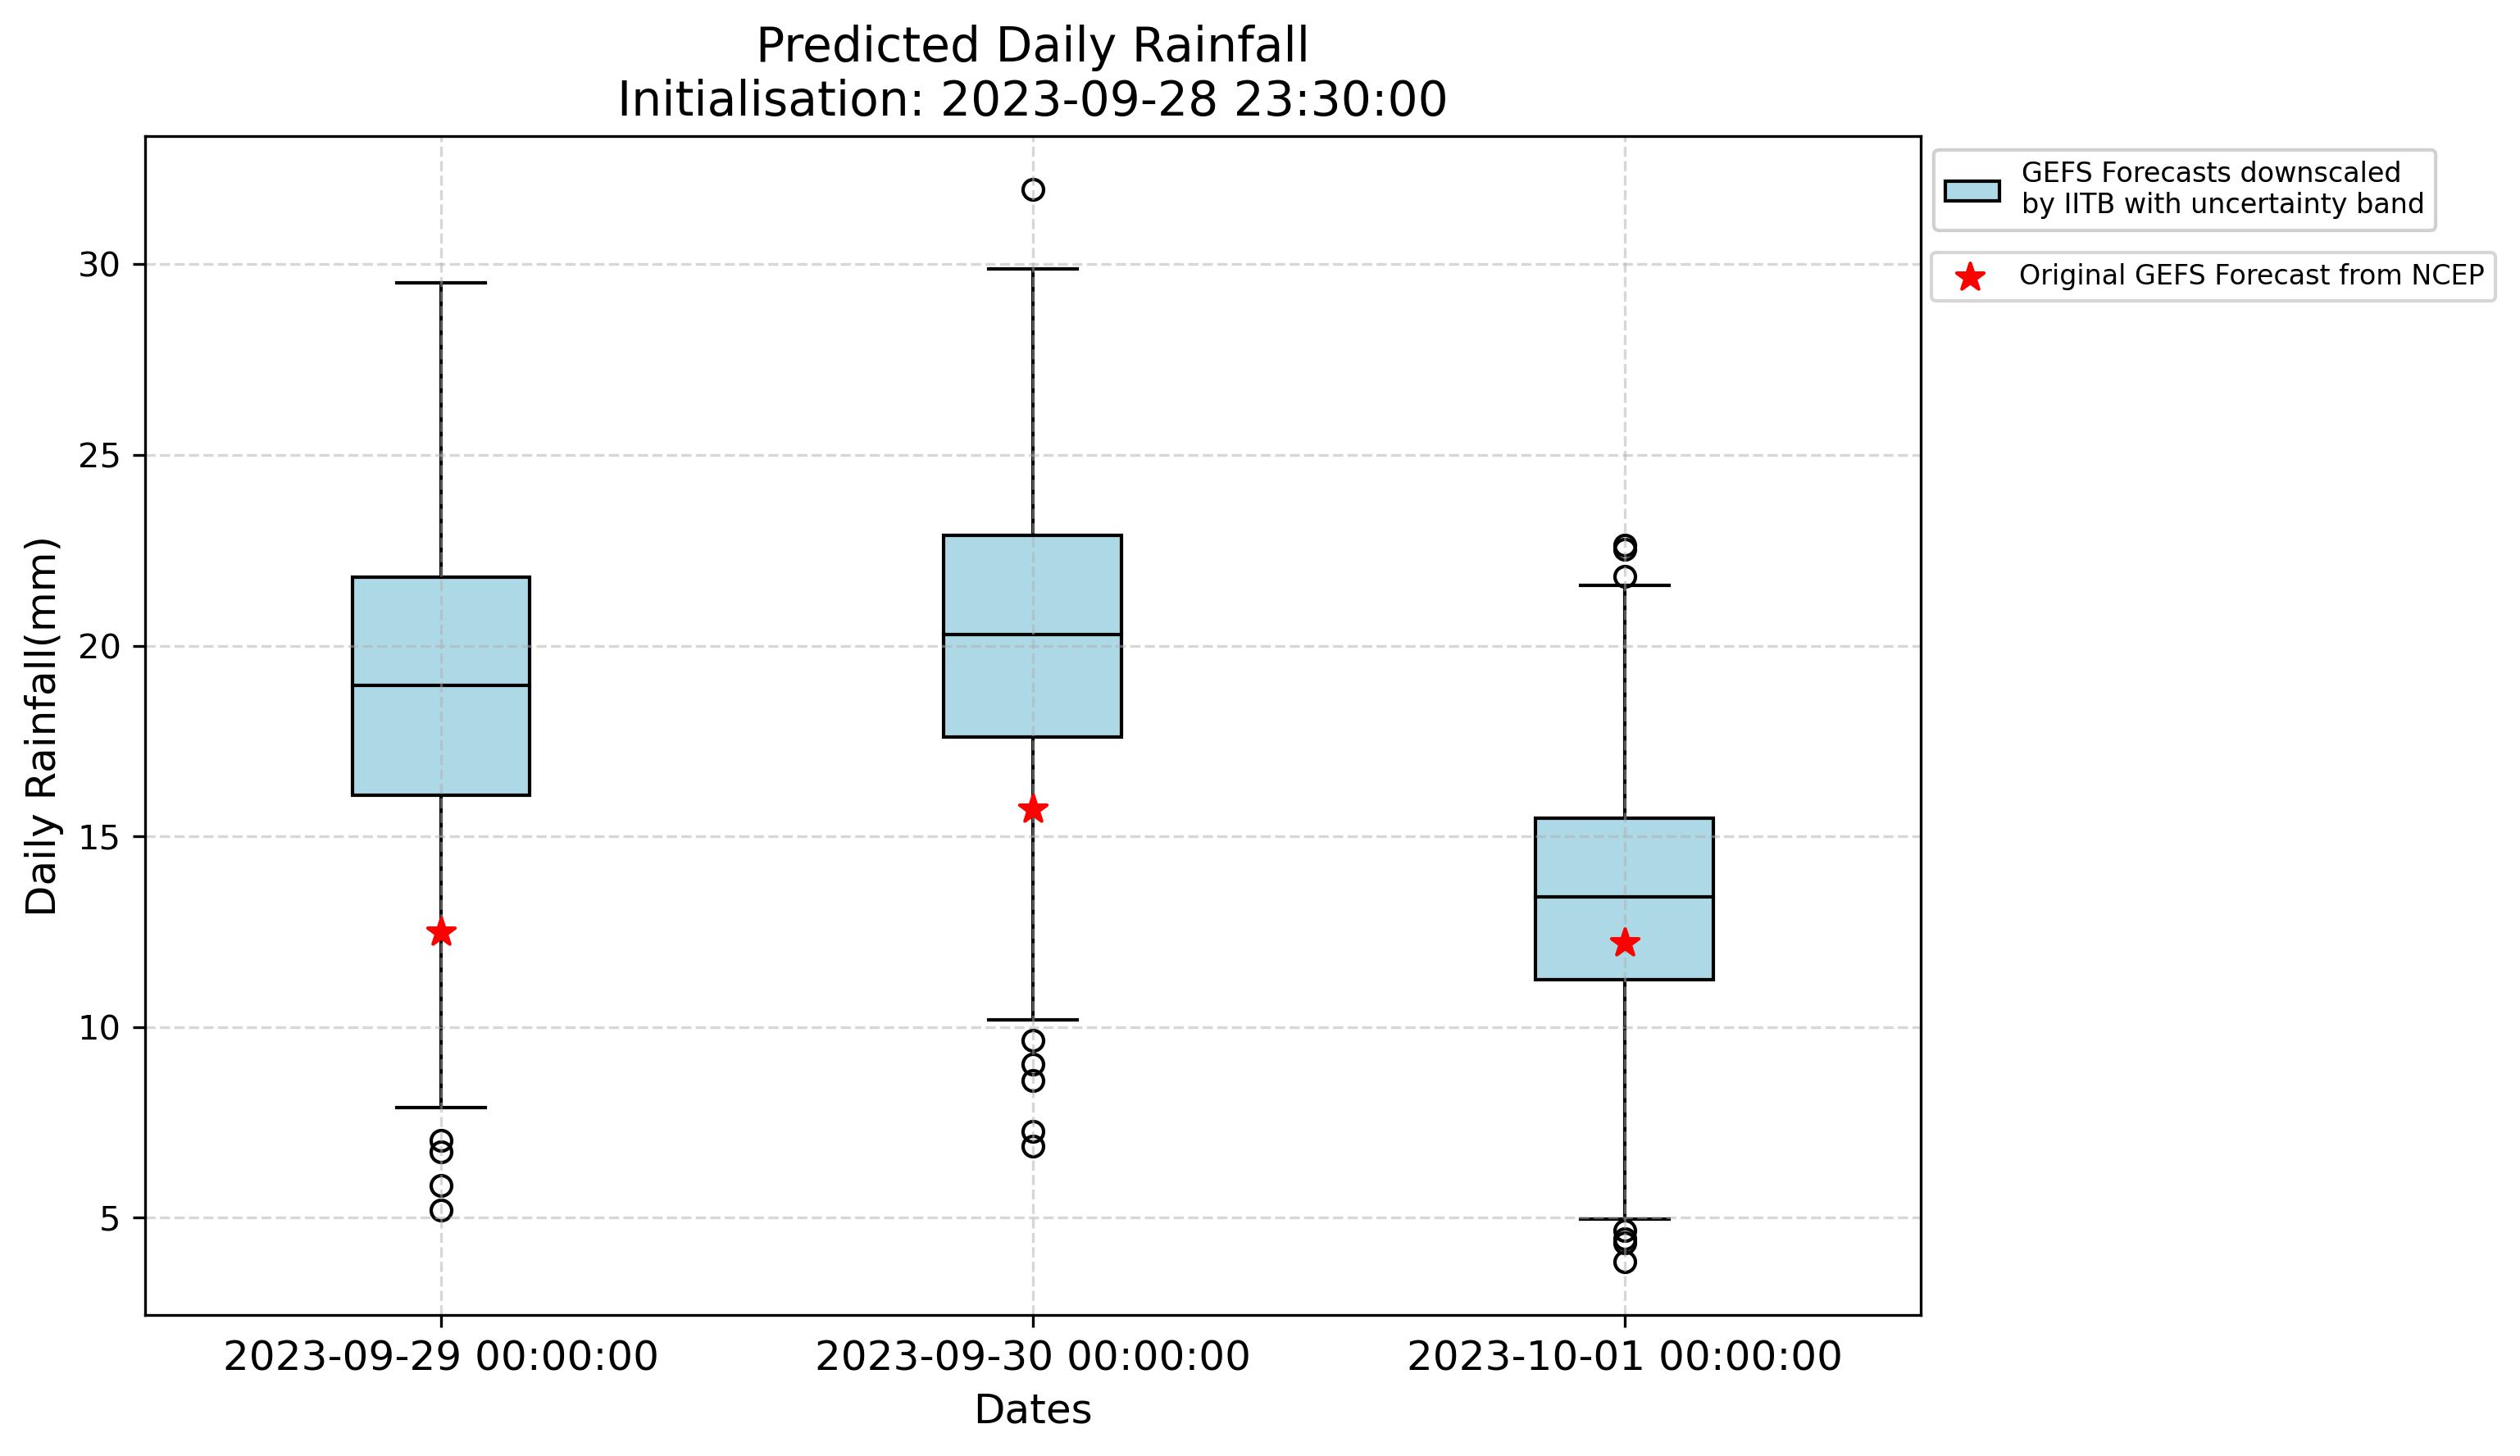 Predicted Daily Rainfall
Initialisation: 2023-09-28 23:30:00
GEFS Forecasts downscaled
by IITB with uncertainty band
Original GEFS Forecast from NCEP
Daily Rainfall(mm)
30
25
20
15
10
5
2023-09-29 00:00:00
2023-09-30 00:00:00
2023-10-01 00:00:00
Dates